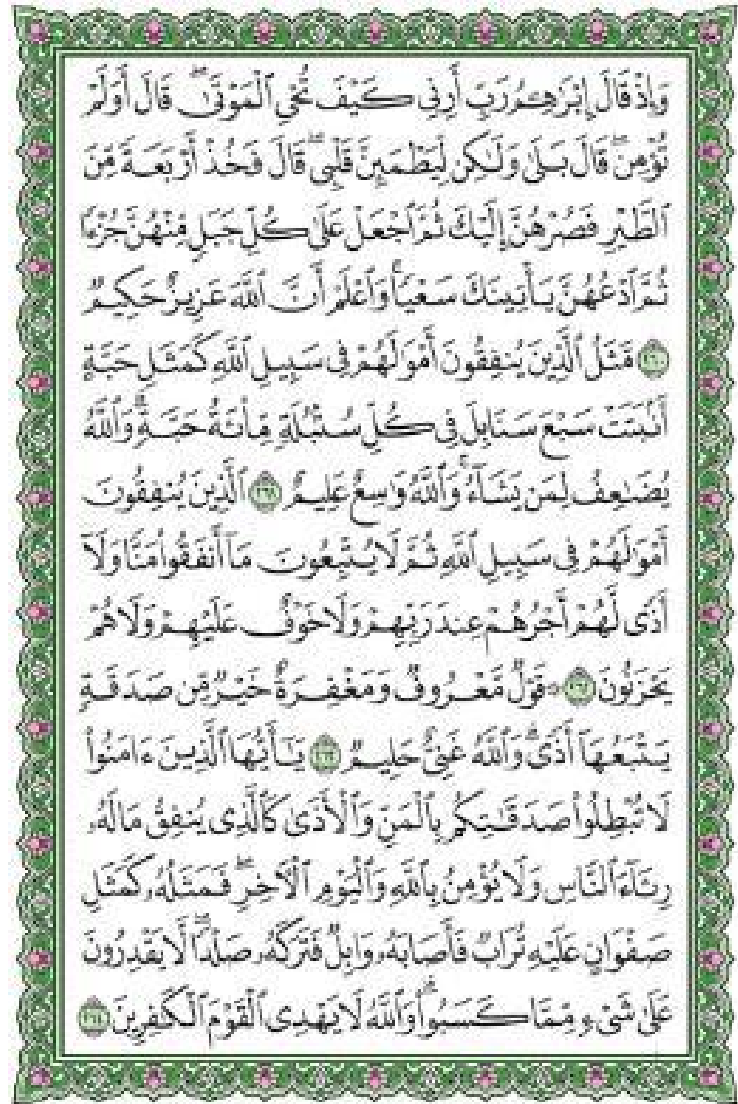 وَإِذْ قَالَ إِبْرَٰهِـۧمُ رَبِّ أَرِنِى كَيْفَ تُحْىِ ٱلْمَوْتَىٰ ۖ قَالَ أَوَلَمْ
تُؤْمِن ۖ قَالَ بَلَىٰ وَلَـٰكِن لِّيَطْمَئِنَّ قَلْبِى ۖ قَالَ فَخُذْ أَرْبَعَةً مِّنَ
ٱلطَّيْرِ فَصُرْهُنَّ إِلَيْكَ ثُمَّ ٱجْعَلْ عَلَىٰ كُلِّ جَبَلٍ مِّنْهُنَّ جُزْءًا
ثُمَّ ٱدْعُهُنَّ يَأْتِينَكَ سَعْيًا ۚ وَٱعْلَمْ أَنَّ ٱللَّهَ عَزِيزٌ حَكِيمٌ
٢٦٠ مَّثَلُ ٱلَّذِينَ يُنفِقُونَ أَمْوَٰلَهُمْ فِى سَبِيلِ ٱللَّهِ كَمَثَلِ حَبَّةٍ
أَنۢبَتَتْ سَبْعَ سَنَابِلَ فِى كُلِّ سُنۢبُلَةٍ مِّا۟ئَةُ حَبَّةٍ ۗ وَٱللَّهُ
يُضَـٰعِفُ لِمَن يَشَآءُ ۗ وَٱللَّهُ وَٰسِعٌ عَلِيمٌ ٢٦١ ٱلَّذِينَ يُنفِقُونَ
أَمْوَٰلَهُمْ فِى سَبِيلِ ٱللَّهِ ثُمَّ لَا يُتْبِعُونَ مَآ أَنفَقُوا۟ مَنًّا وَلَآ
أَذًى ۙ لَّهُمْ أَجْرُهُمْ عِندَ رَبِّهِمْ وَلَا خَوْفٌ عَلَيْهِمْ وَلَا هُمْ
يَحْزَنُونَ ٢٦٢ ۞ قَوْلٌ مَّعْرُوفٌ وَمَغْفِرَةٌ خَيْرٌ مِّن صَدَقَةٍ
يَتْبَعُهَآ أَذًى ۗ وَٱللَّهُ غَنِىٌّ حَلِيمٌ ٢٦٣ يَـٰٓأَيُّهَا ٱلَّذِينَ ءَامَنُوا۟
لَا تُبْطِلُوا۟ صَدَقَـٰتِكُم بِٱلْمَنِّ وَٱلْأَذَىٰ كَٱلَّذِى يُنفِقُ مَالَهُۥ
رِئَآءَ ٱلنَّاسِ وَلَا يُؤْمِنُ بِٱللَّهِ وَٱلْيَوْمِ ٱلْـَٔاخِرِ ۖ فَمَثَلُهُۥ كَمَثَلِ
صَفْوَانٍ عَلَيْهِ تُرَابٌ فَأَصَابَهُۥ وَابِلٌ فَتَرَكَهُۥ صَلْدًا ۖ لَّا يَقْدِرُونَ
عَلَىٰ شَىْءٍ مِّمَّا كَسَبُوا۟ ۗ وَٱللَّهُ لَا يَهْدِى ٱلْقَوْمَ ٱلْكَـٰفِرِينَ ٢٦٤